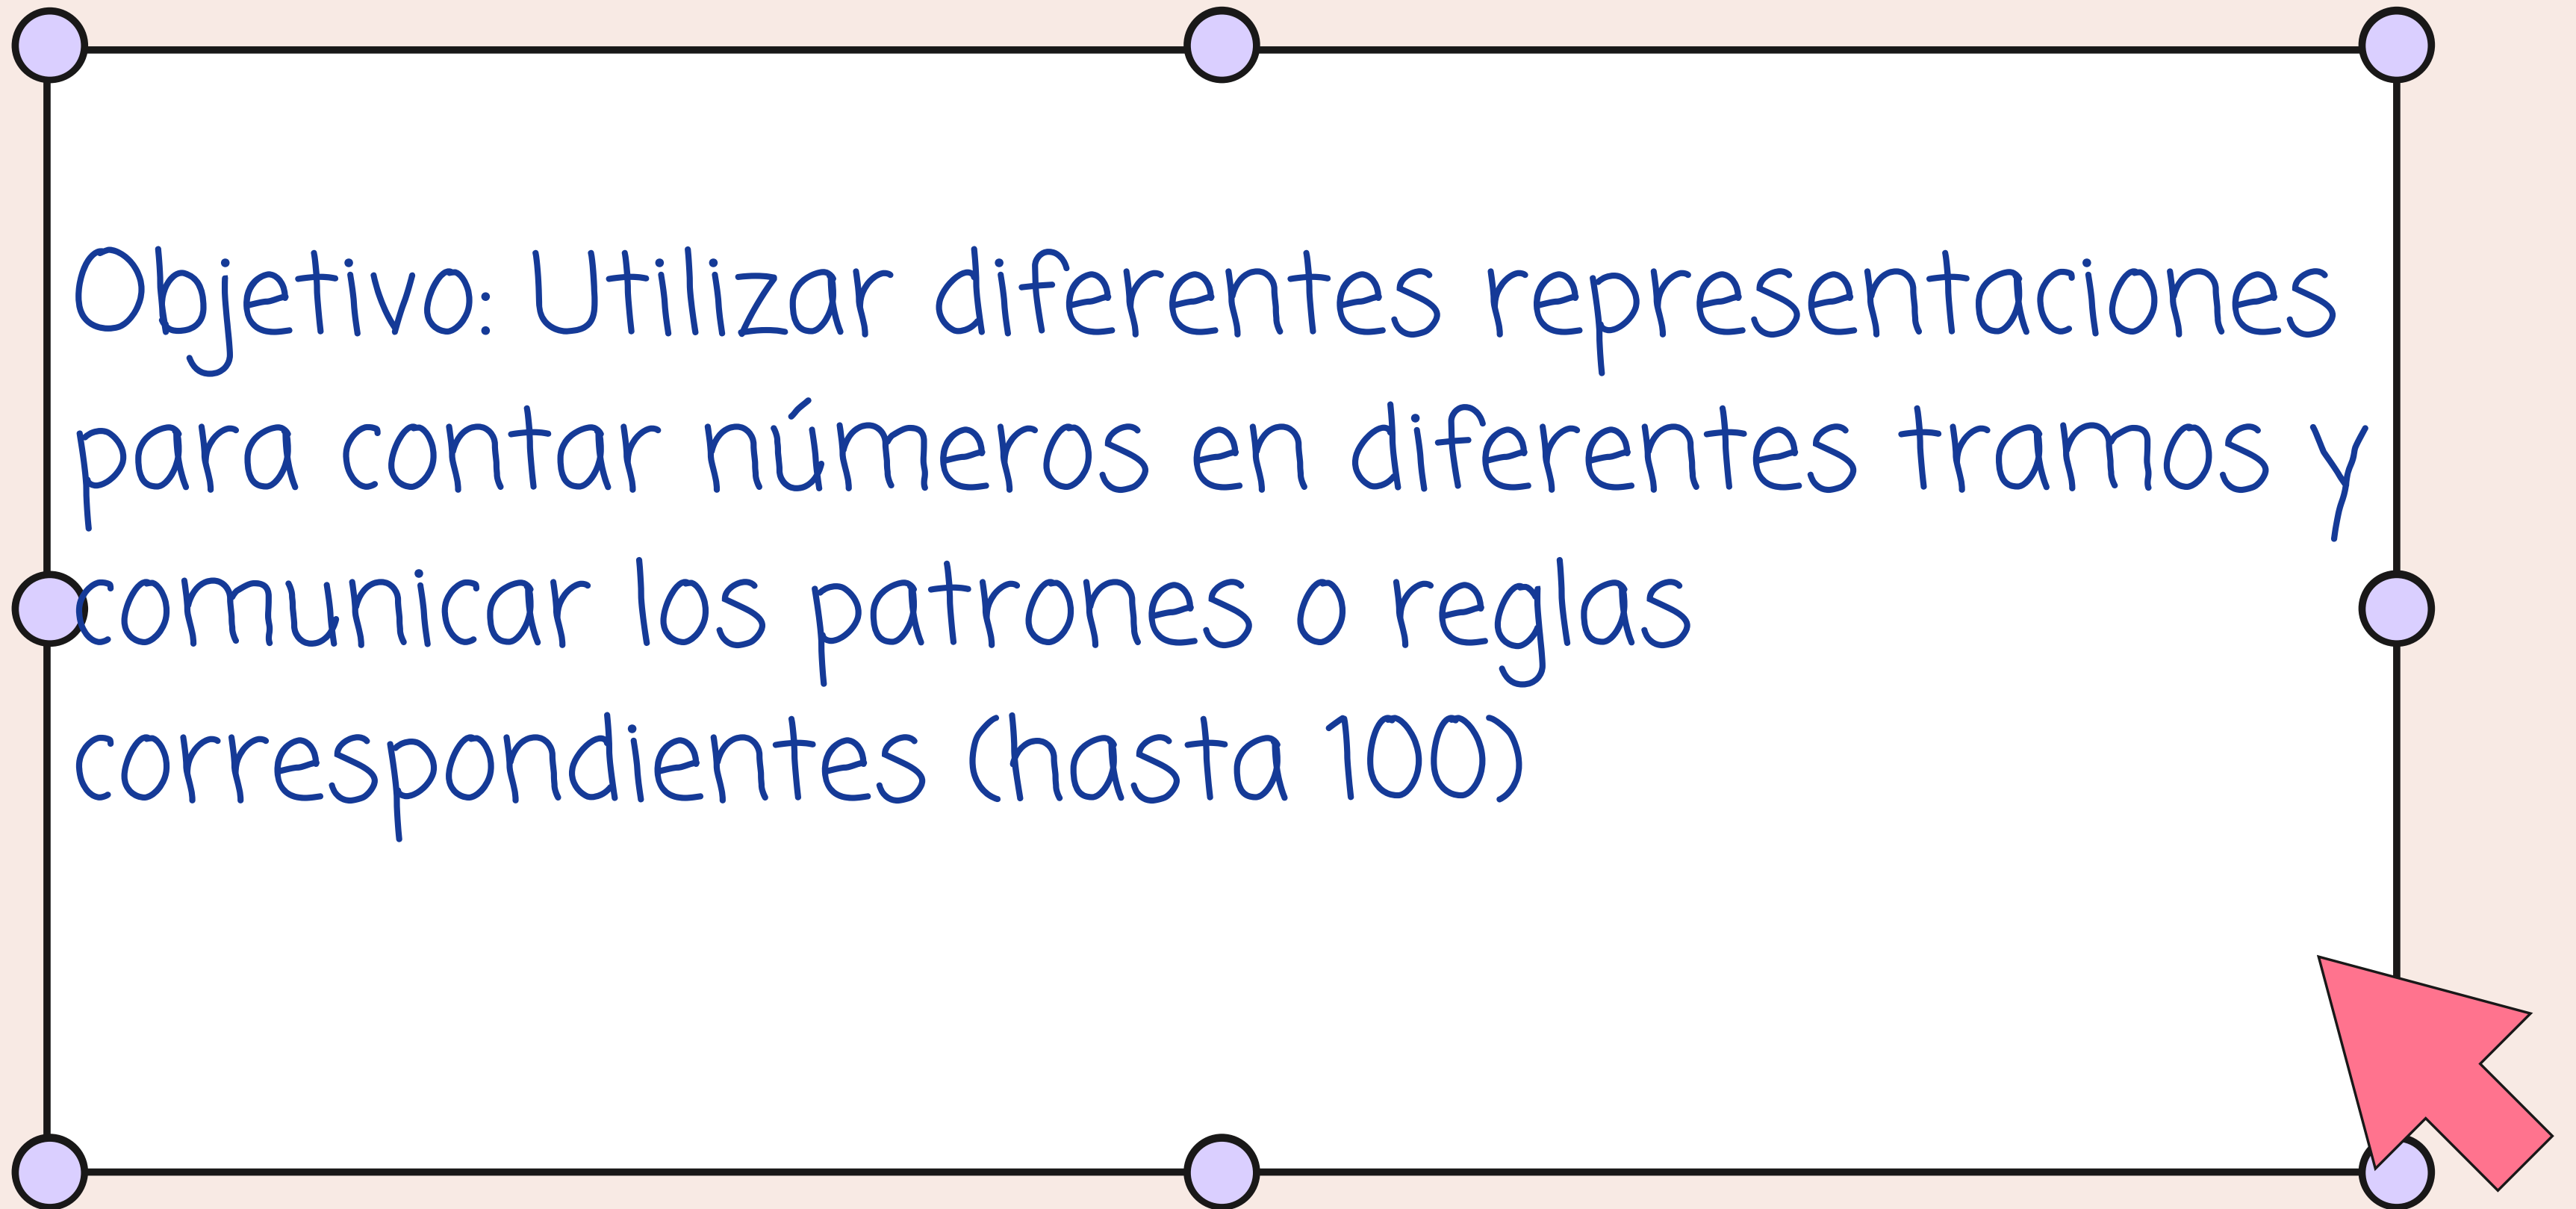 Objetivo: Utilizar diferentes representaciones
para contar números en diferentes tramos y
comunicar los patrones o reglas
correspondientes (hasta 100)